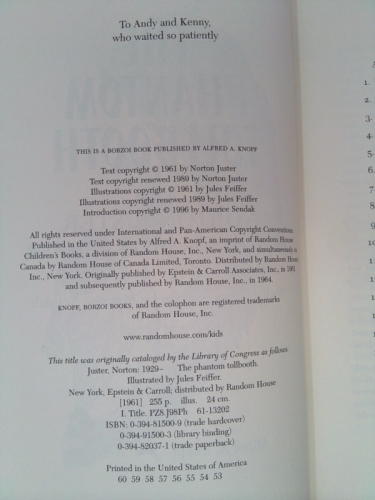 To Andy and Kenny,
who waited so patiently
THIS IS A BORZOI BOOK PUBLISHED BY ALFRED A. KNOPF
Text copyright © 1961 by Norton Juster
Text copyright renewed 1989 by Norton Juster
Illustrations copyright © 1961 by Jules Feiffer
Illustrations copyright renewed 1989 by Jules Feiffer
Introduction copyright © 1996 by Maurice Sendak
All rights reserved under International and Pan-American Copyright Conventions.
Published in the United States by Alfred A. Knopf, an imprint of Random House
Children's Books, a division of Random House, Inc., New York, and simultaneously in
Canada by Random House of Canada Limited, Toronto. Distributed by Random House,
Inc., New York. Originally published by Epstein & Carroll Associates, Inc. in 1961
and subsequently published by Random House, Inc., in 1964.
KNOPF, BORZOI BOOKS, and the colophon are registered trademarks
of Random House, Inc.
www.randomhouse.com/kids
This title was originally cataloged by the Library of Congress as follows
Juster, Norton: 1929– The phantom tollbooth.
Illustrated by Jules Feiffer.
New York, Epstein & Carroll; distributed by Random House
[1961] 255 p. illus. 24 cm.
I. Title. PZ8.J98Ph 61-13202
ISBN: 0-394-81500-9 (trade hardcover)
0-394-91500-3 (library binding)
0-394-82037-1 (trade paperback)
Printed in the United States of America
60 59 58 57 56 55 54 53
1.
2.
3.
4.
5.
6.
7.
8.
9.